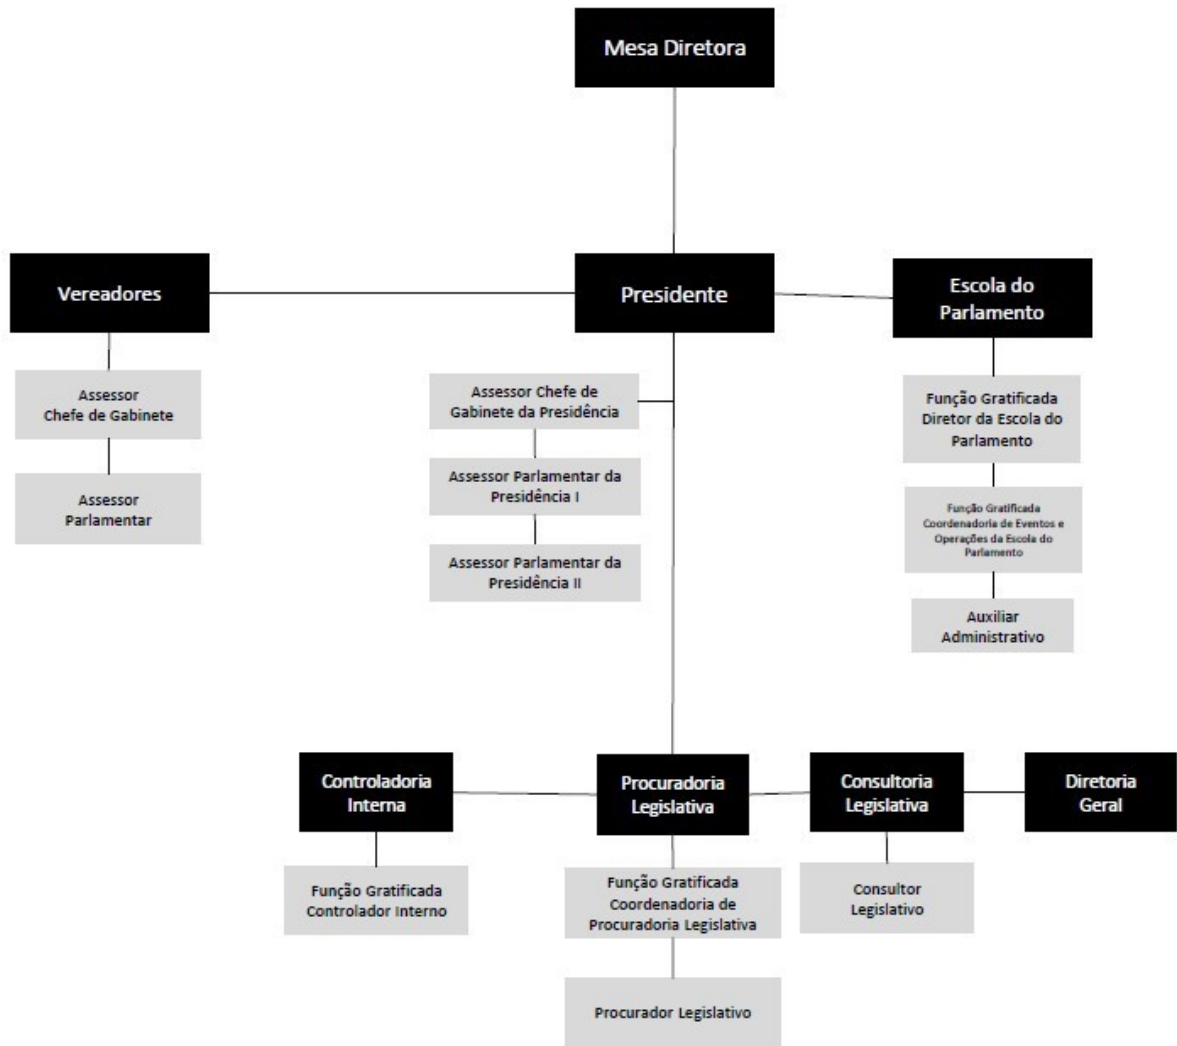 Mesa Diretora
Vereadores
Presidente
Escola do
Parlamento
Assessor
Chefe de Gabinete
Assessor
Parlamentar
Assessor Chefe de
Gabinete da Presidência
Assessor Parlamentar da
Presidência I
Assessor Parlamentar da
Presidência II
Função Gratificada
Diretor da Escola do
Parlamento
Função Gratificada
Coordenadoria de Eventos e
Operações da Escola do
Parlamento
Auxiliar
Administrativo
Controladoria
Interna
Procuradoria
Legislativa
Consultoria
Legislativa
Diretoria
Geral
Função Gratificada
Controlador Interno
Função Gratificada
Coordenadoria de
Procuradoria Legislativa
Consultor
Legislativo
Procurador Legislativo